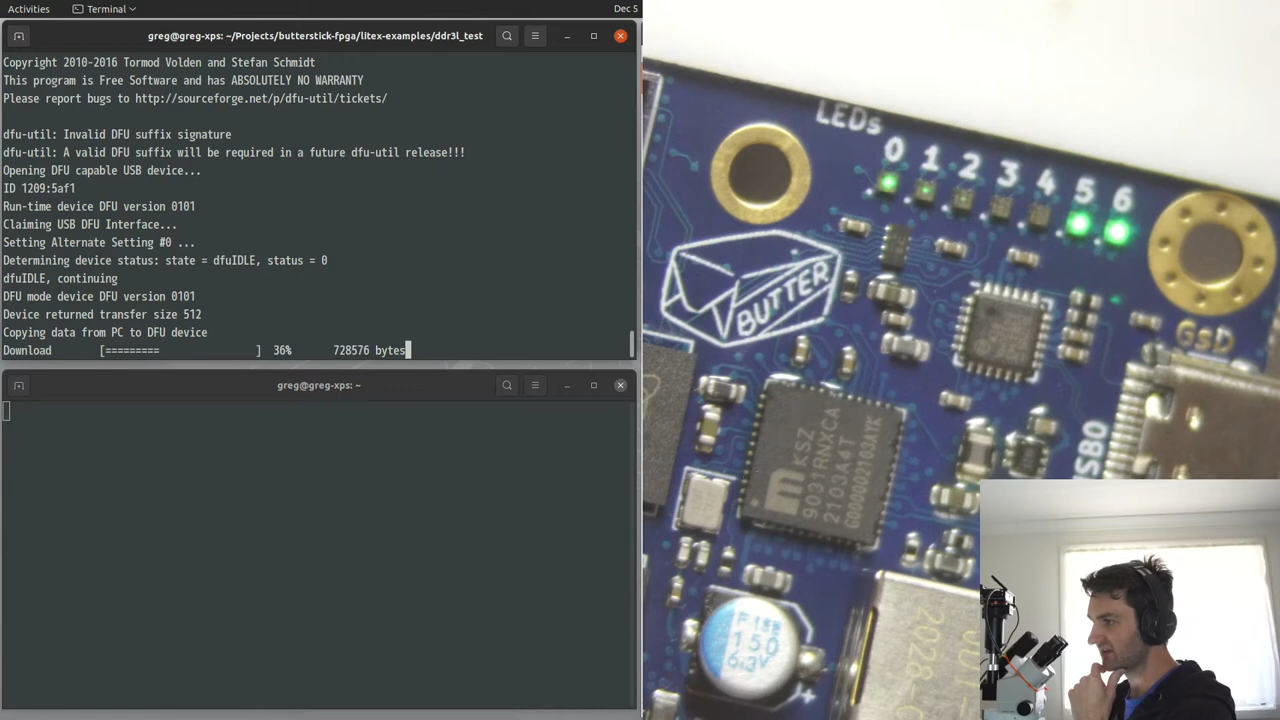 Activities
Terminal
Dec 5
greg@greg-xps: ~/Projects/butterstick-fpga/litex-examples/ddr3l_test
Copyright 2010-2016 Tormod Volden and Stefan Schmidt
This program is Free Software and has ABSOLUTELY NO WARRANTY
Please report bugs to http://sourceforge.net/p/dfu-util/tickets/
dfu-util: Invalid DFU suffix signature
dfu-util: A valid DFU suffix will be required in a future dfu-util release!!!
Opening DFU capable USB device...
ID 1209:5af1
Run-time device DFU version 0101
Claiming USB DFU Interface...
Setting Alternate Setting #0 ...
Determining device status: state = dfuIDLE, status = 0
dfuIDLE, continuing
DFU mode device DFU version 0101
Device returned transfer size 512
Copying data from PC to DFU device
Download [========= ] 36% 728576 bytes
greg@greg-xps: ~
LEDs
0 1 2 3 4 5 6
BUTTER
GsD
KSZ
9031RNXCA
2103A4T
G000002103AYK
150
6.3V
+